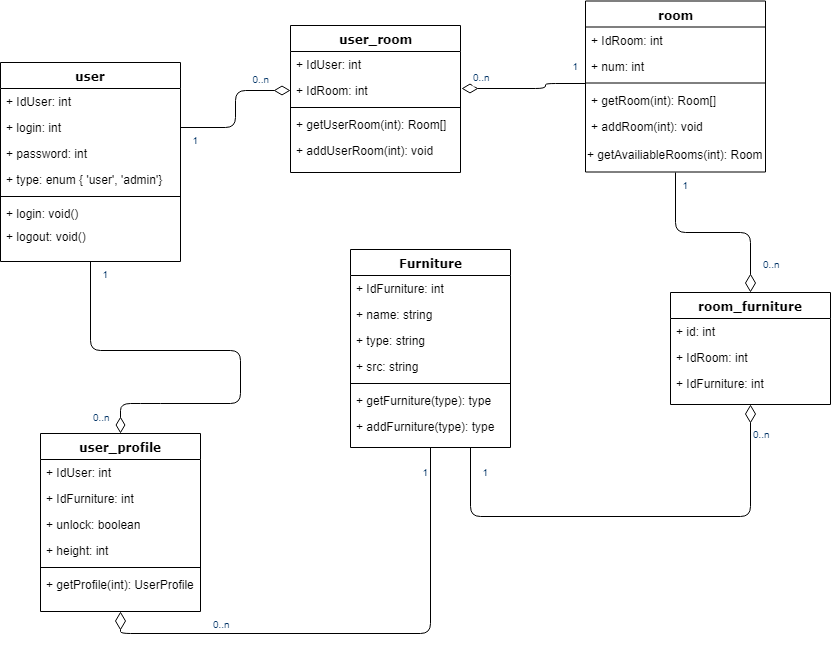 room
+ IdRoom: int
+ num: int
+ getRoom(int): Room[]
+ addRoom(int): void
+ getAvailiableRooms(int): Room
user_room
+ IdUser: int
+ IdRoom: int
+ getUserRoom(int): Room[]
+ addUserRoom(int): void
user
+ IdUser: int
+ login: int
+ password: int
+ type: enum { 'user', 'admin'}
+ login: void()
+ logout: void()
0..n
1
0..n
1
1
0..n
1
0..n
Furniture
+ IdFurniture: int
+ name: string
+ type: string
+ src: string
+ getFurniture(type): type
+ addFurniture(type): type
room_furniture
+ id: int
+ IdRoom: int
+ IdFurniture: int
0..n
1
1
user_profile
+ IdUser: int
+ IdFurniture: int
+ unlock: boolean
+ height: int
+ getProfile(int): UserProfile
0..n